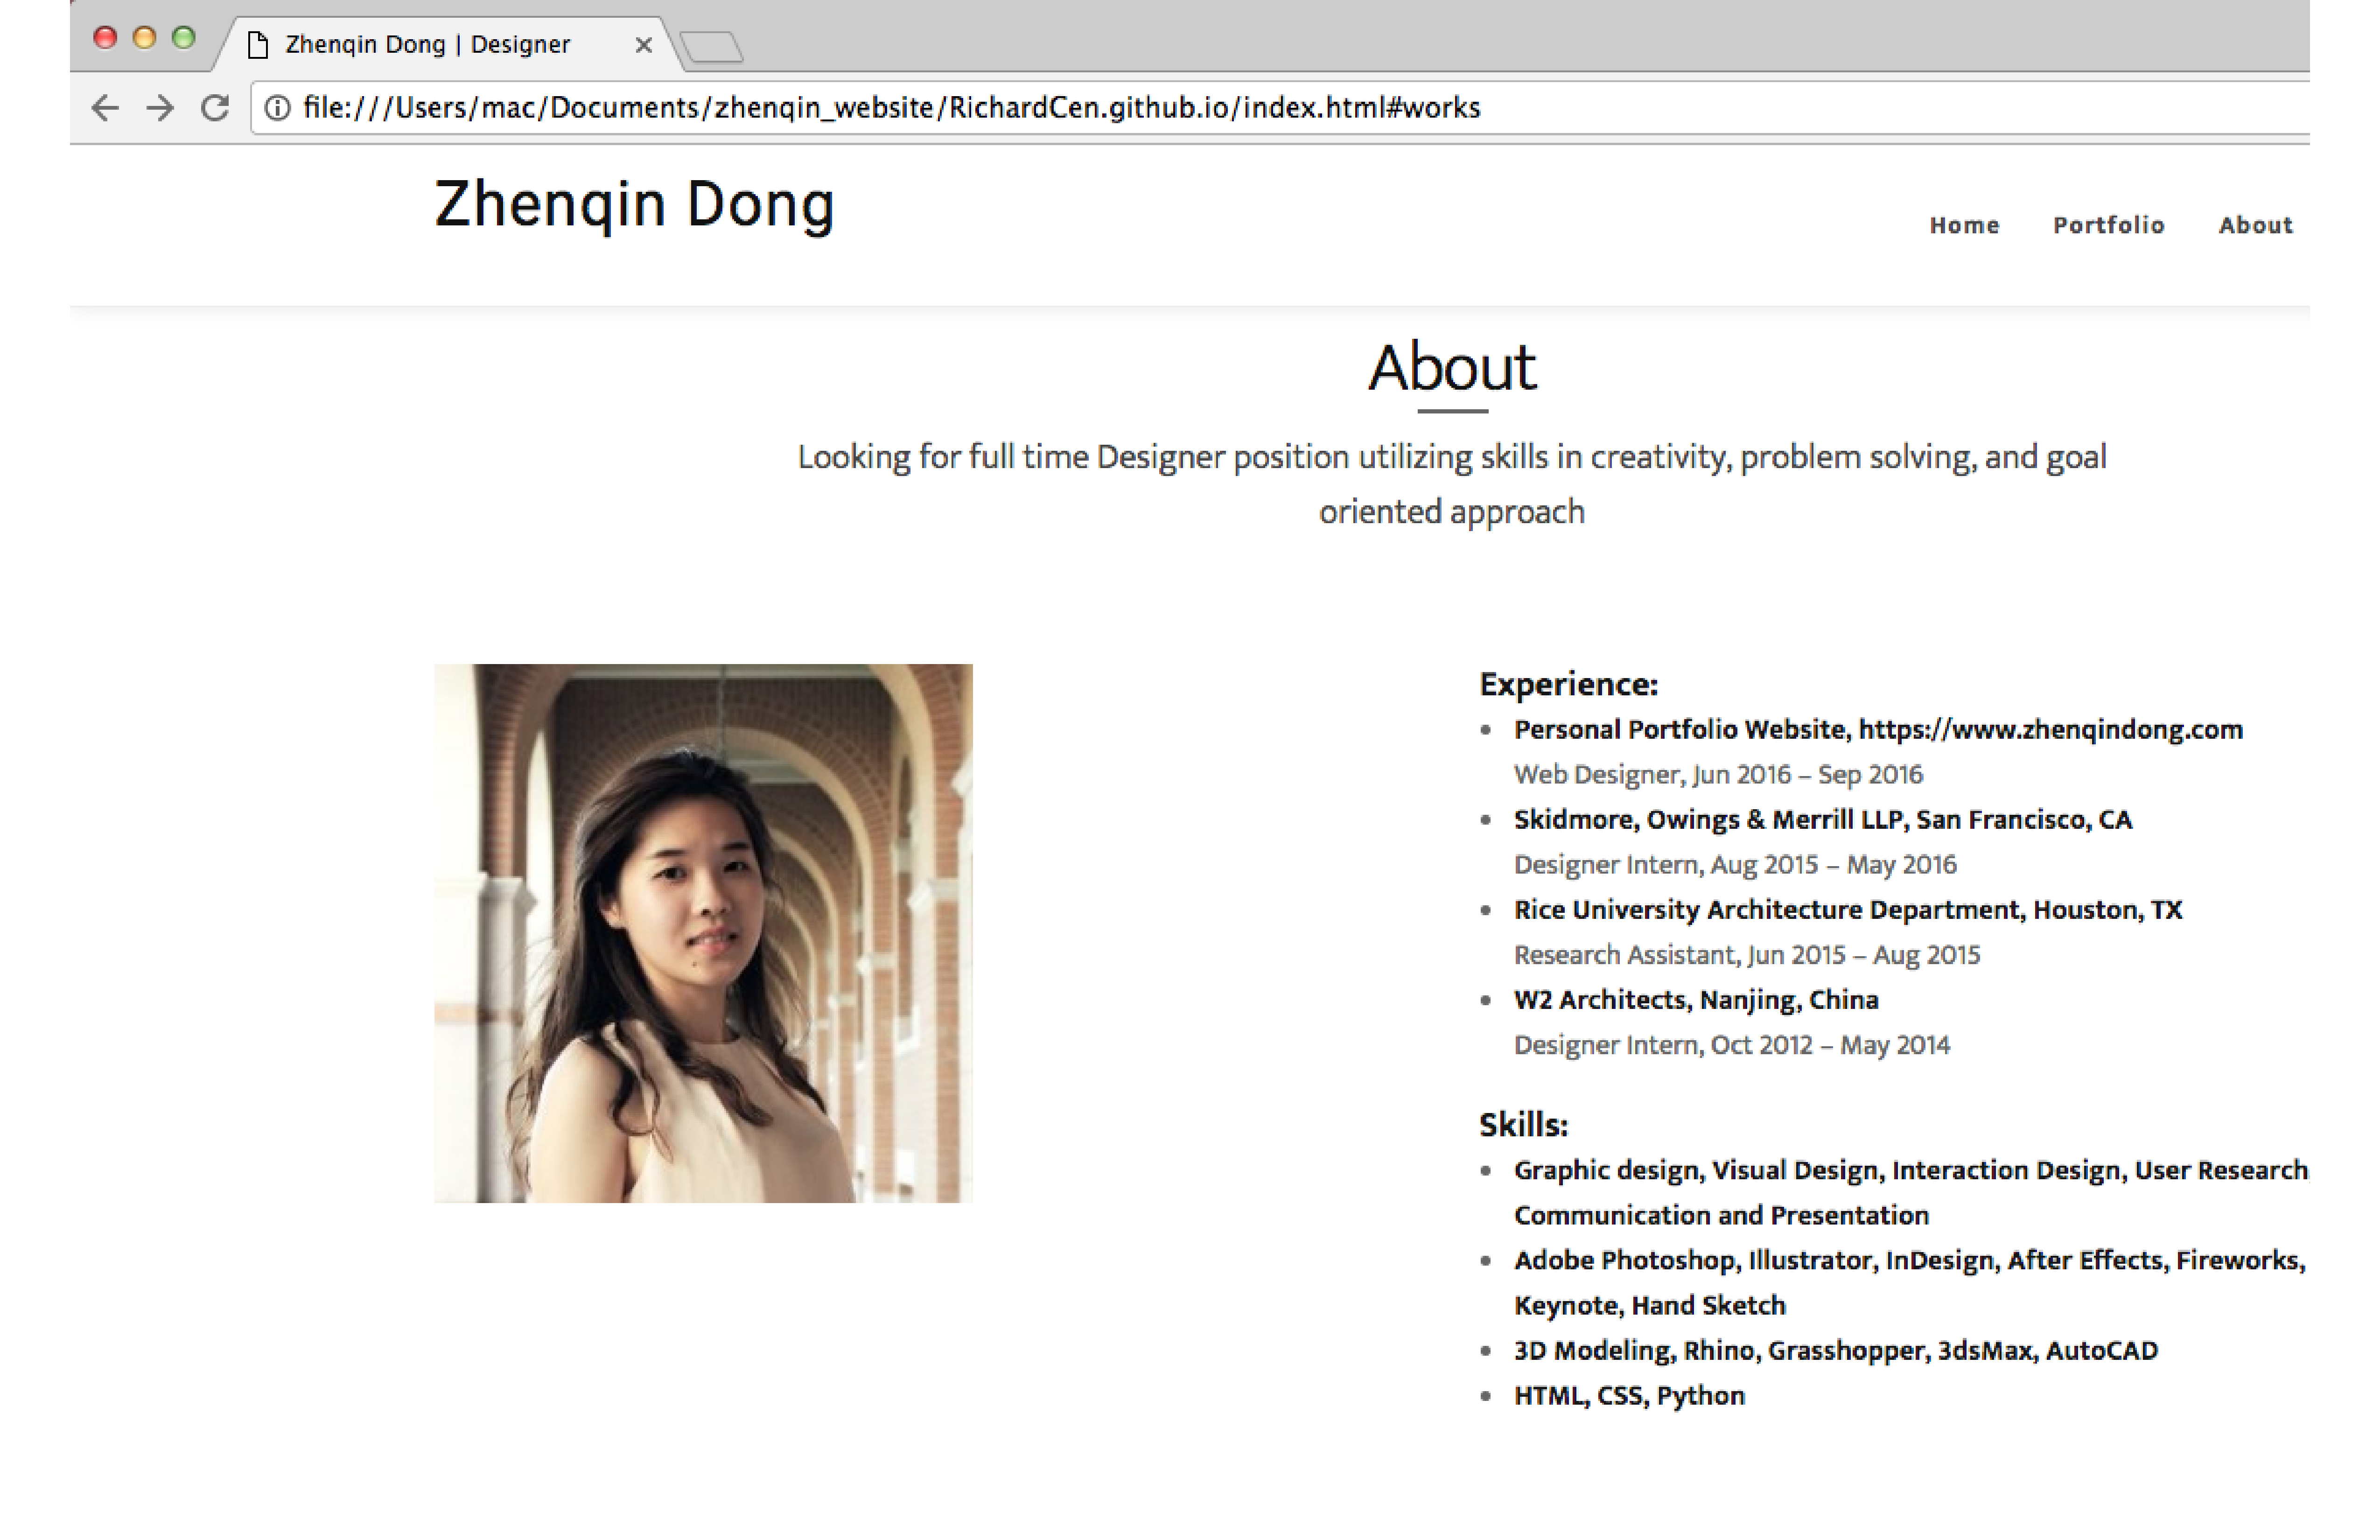 Zhenqin Dong | Designer
file:///Users/mac/Documents/zhenqin_website/RichardCen.github.io/index.html#works
Zhenqin Dong
Home Portfolio About
About
Looking for full time Designer position utilizing skills in creativity, problem solving, and goal
oriented approach
Experience:
Personal Portfolio Website, https://www.zhenqindong.com
Web Designer, Jun 2016 – Sep 2016
Skidmore, Owings & Merrill LLP, San Francisco, CA
Designer Intern, Aug 2015 – May 2016
Rice University Architecture Department, Houston, TX
Research Assistant, Jun 2015 – Aug 2015
W2 Architects, Nanjing, China
Designer Intern, Oct 2012 – May 2014
Skills:
Graphic design, Visual Design, Interaction Design, User Research
Communication and Presentation
Adobe Photoshop, Illustrator, InDesign, After Effects, Fireworks,
Keynote, Hand Sketch
3D Modeling, Rhino, Grasshopper, 3dsMax, AutoCAD
HTML, CSS, Python